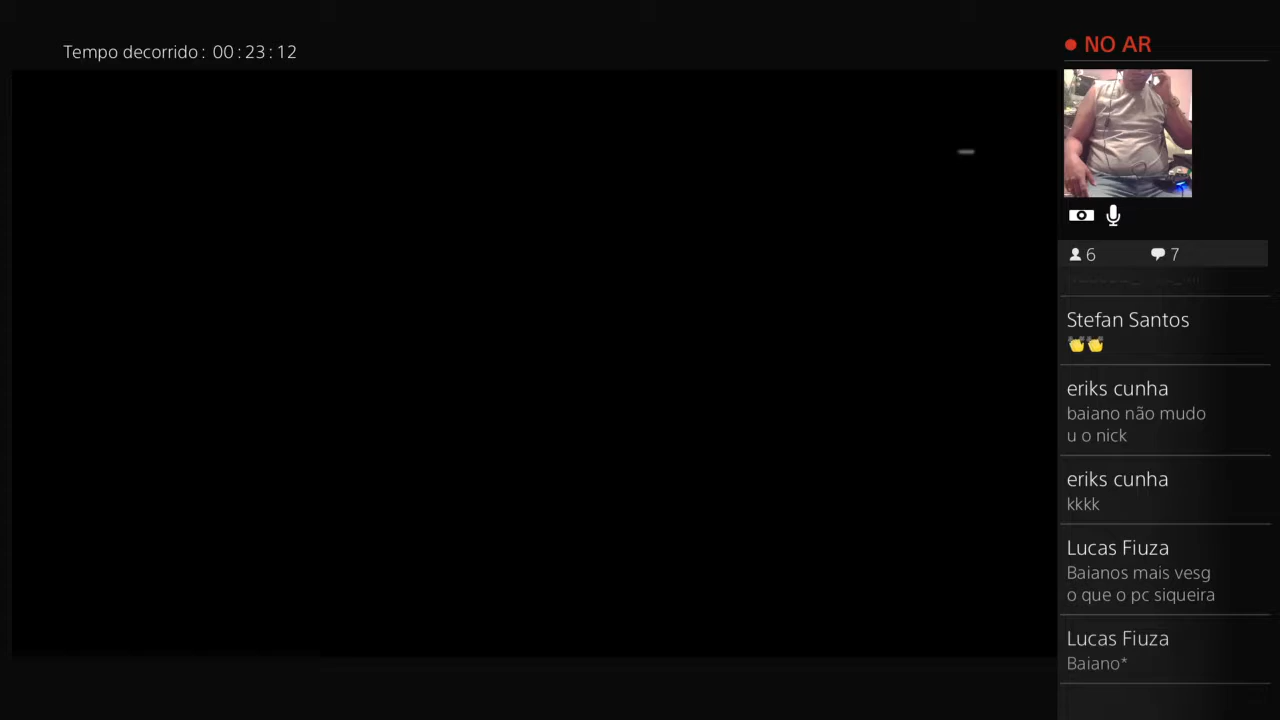 Tempo decorrido: 00:23:12
NO AR
6 7
Stefan Santos
eriks cunha
baiano não mudo
u o nick
eriks cunha
kkkk
Lucas Fiuza
Baianos mais vesg
o que o pc siqueira
Lucas Fiuza
Baiano*